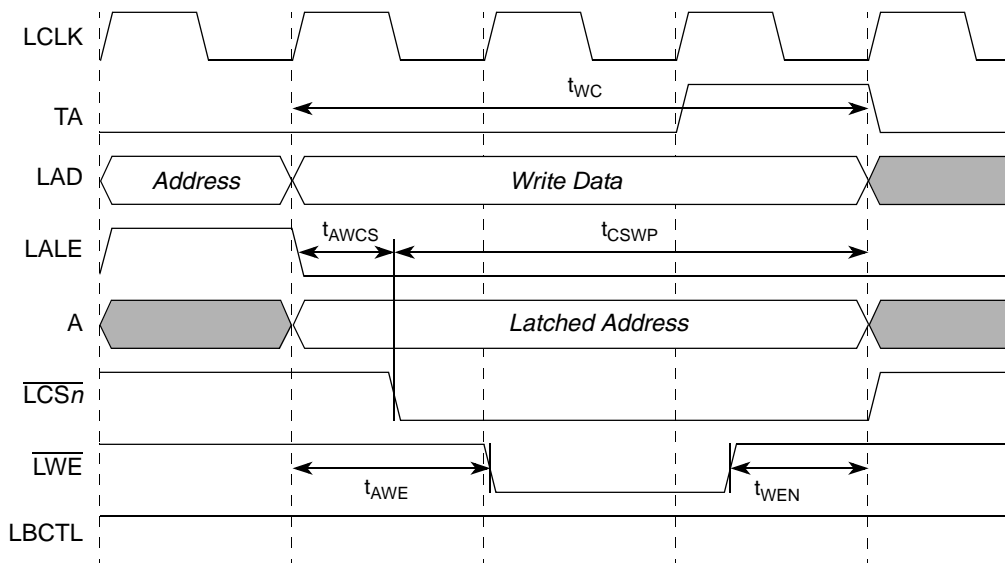 LCLK
t_WC
TA
LAD Address Write Data
t_AWCS t_CSWP
LALE
A Latched Address
LCSn
LWE
t_AWE t_WEN
LBCTL